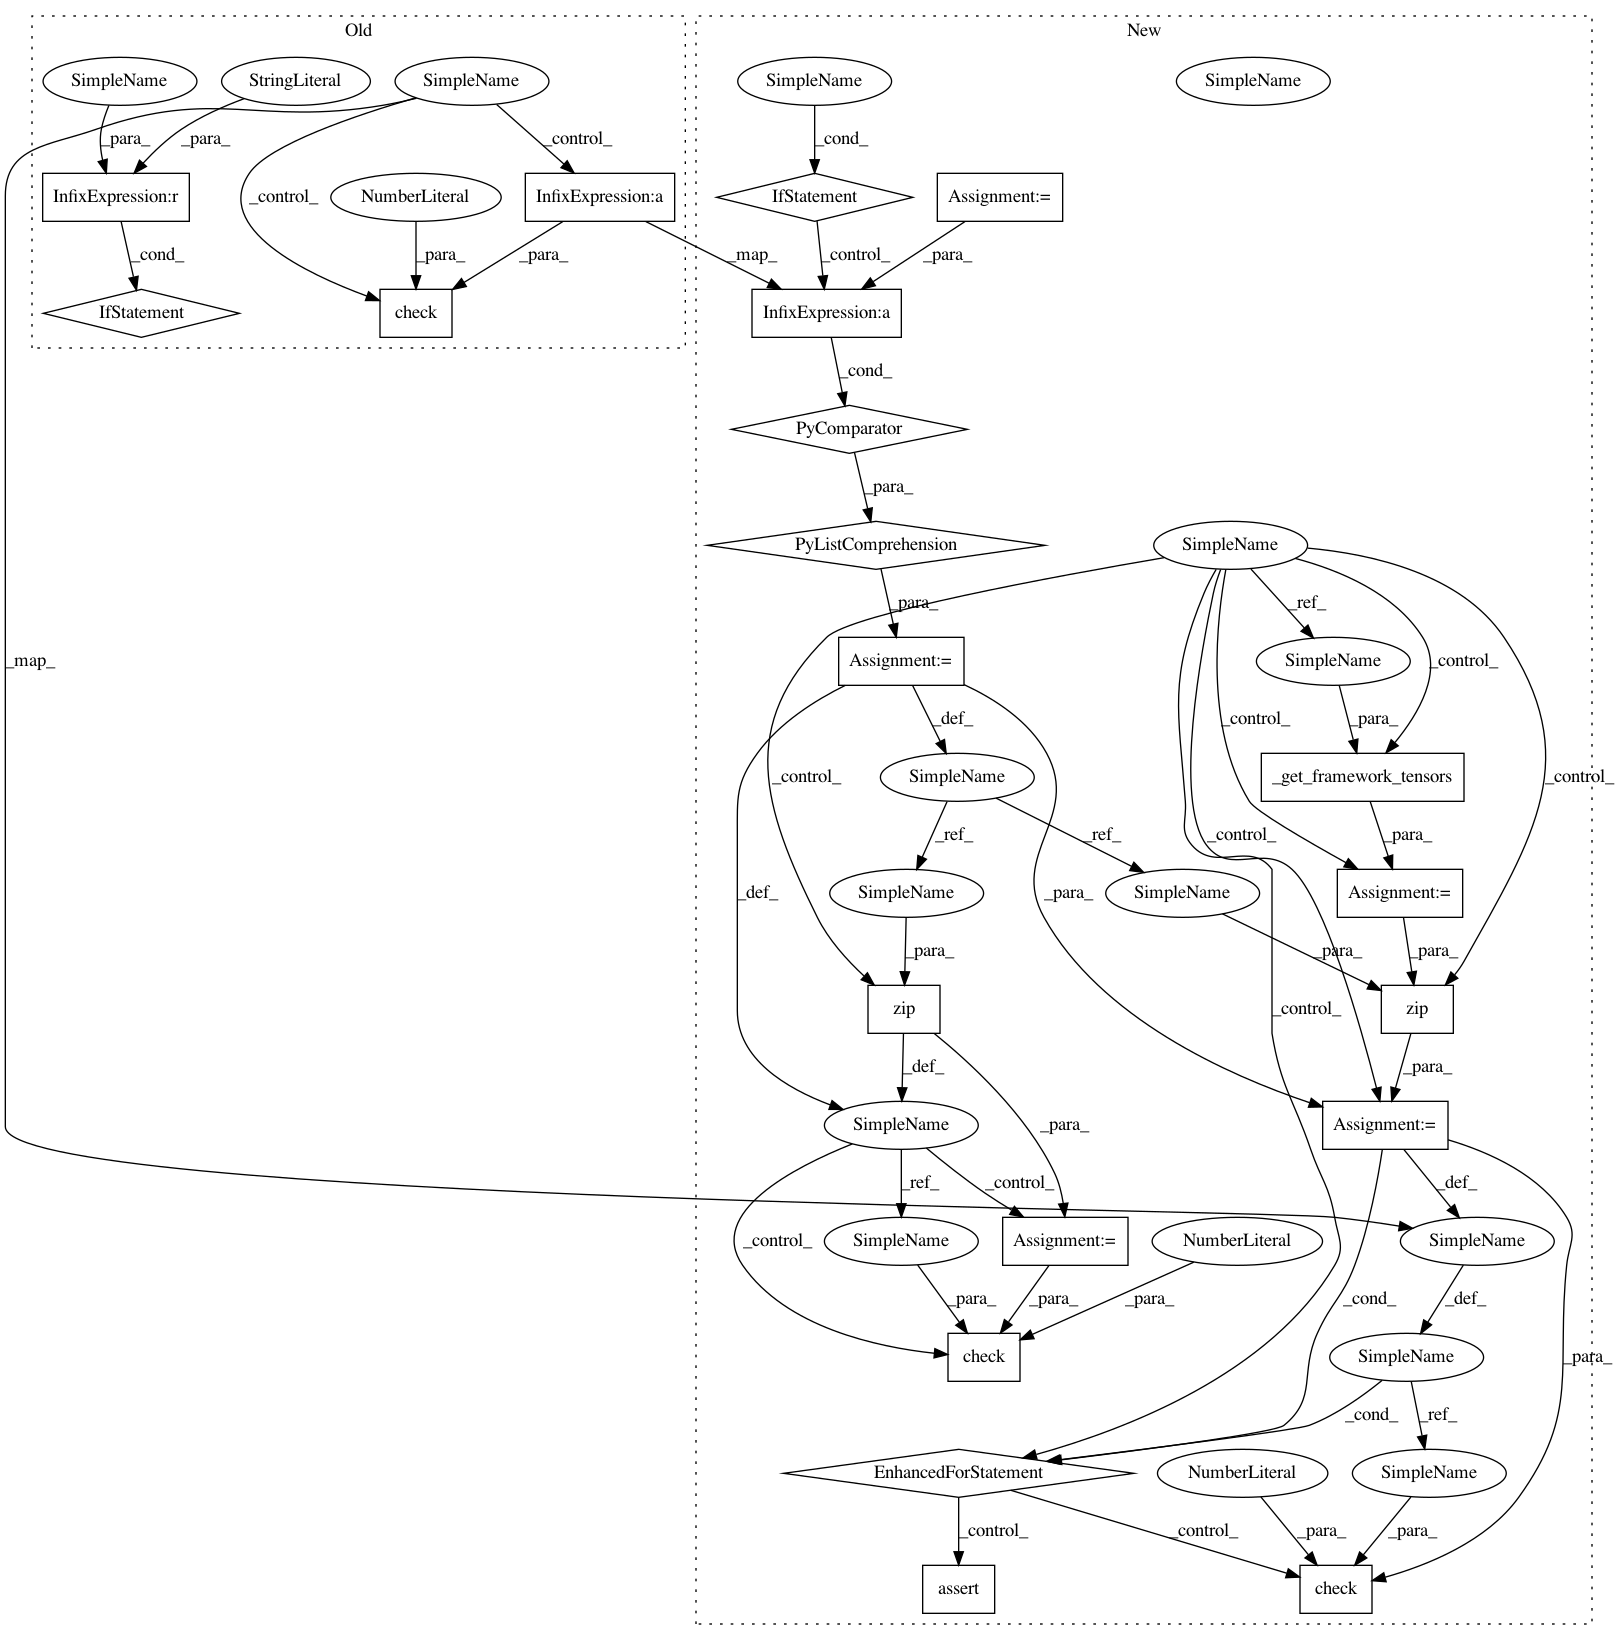 Old
New
SimpleName
StringLiteral
SimpleName
SimpleName
SimpleName
_para_
_para_
_control_
_cond_
InfixExpression:r
_control_
NumberLiteral
InfixExpression:a
IfStatement
Assignment:=
_cond_
_para_
_para_
_map_
_control_
_para_
IfStatement
check
InfixExpression:a
_cond_
PyComparator
_para_
PyListComprehension
SimpleName
_para_
_ref_
_map_
Assignment:=
SimpleName
_control_
_def_
_control_
_para_
SimpleName
_control_
_get_framework_tensors
_control_
_ref_
_ref_
_control_
_para_
_def_
SimpleName
_para_
SimpleName
Assignment:=
_para_
_para_
_para_
zip
_control_
zip
_def_
_para_
SimpleName
_para_
Assignment:=
_ref_
_control_
_def_
_control_
SimpleName
Assignment:=
NumberLiteral
SimpleName
_para_
_para_
_para_
_cond_
_def_
check
SimpleName
_para_
_cond_
_ref_
EnhancedForStatement
NumberLiteral
SimpleName
_control_
_control_
_para_
_para_
assert
check